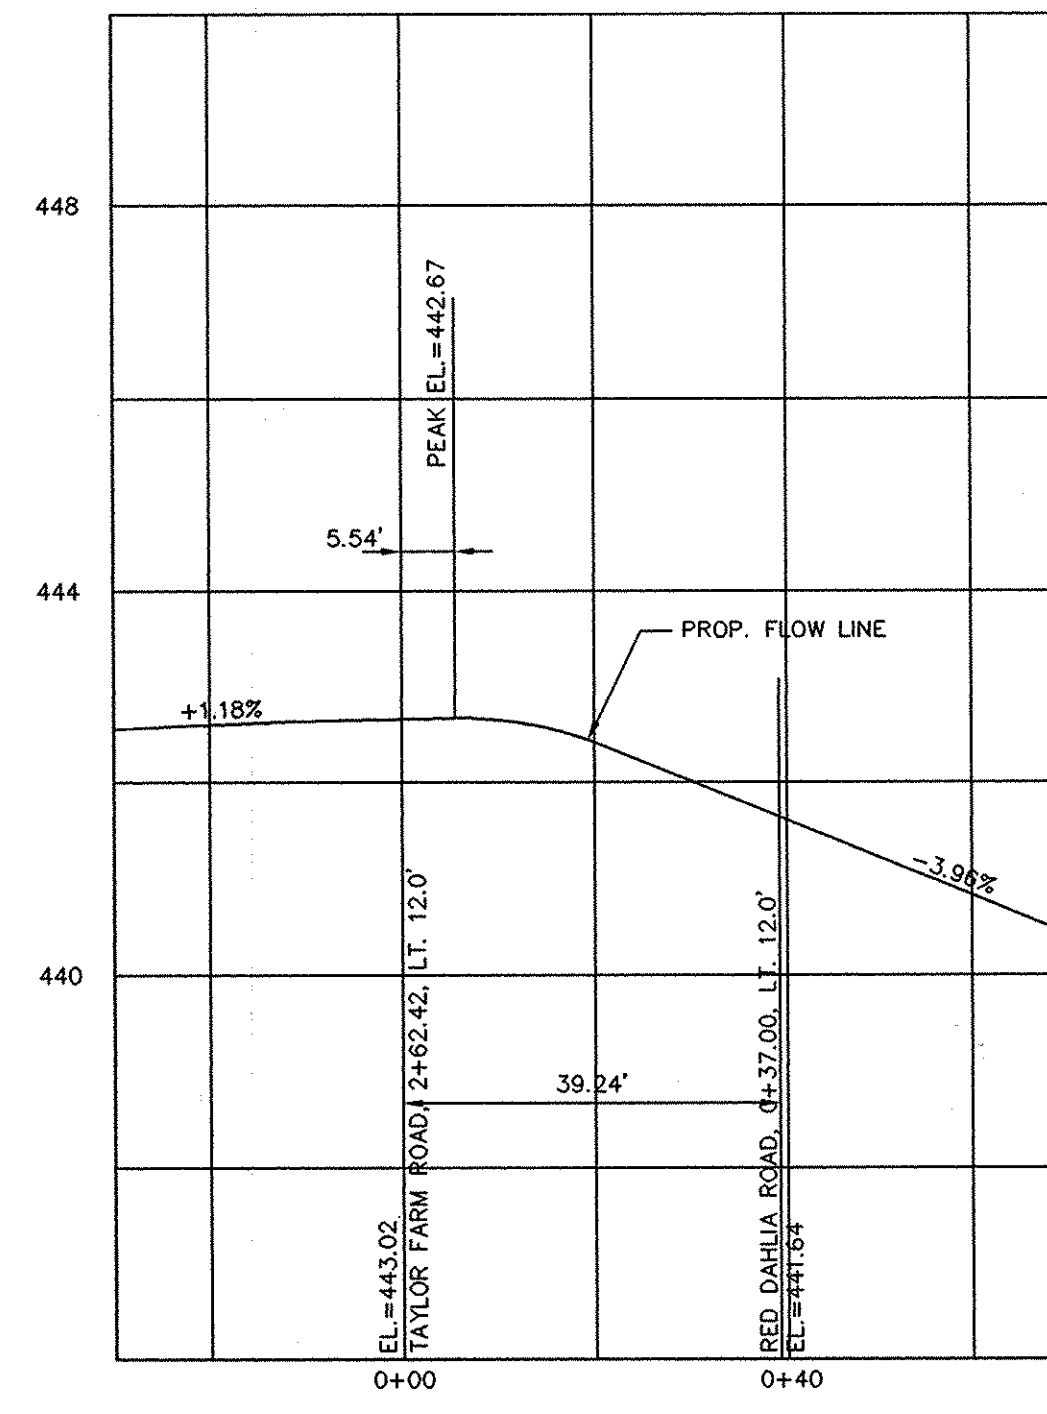 448
PEAK EL.=442.67
5.54'
444
PROP. FLOW LINE
+1.18%
-3.96%
440
39.24'
EL.=443.02
TAYLOR FARM ROAD, 2+62.42, LT. 12.0'
RED DAHLIA ROAD, 0+37.00, LT. 12.0'
EL.=441.64
0+00
0+40